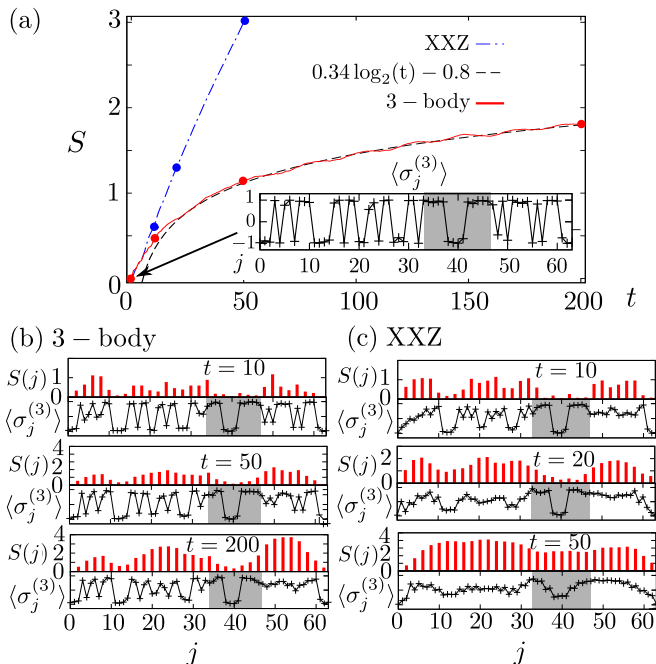 (a)
3
XXZ
0.34 log₂(t) − 0.8
3 − body
2
S
⟨σⱼ⁽³⁾⟩
1
1
0
−1
j
0 10 20 30 40 50 60
0
0 50 100 150 200 t
(b) 3 − body
(c) XXZ
S(j) 1 0 t = 10
⟨σⱼ⁽³⁾⟩
4
S(j) 2 t = 50
⟨σⱼ⁽³⁾⟩
4
S(j) 2 0 t = 200
⟨σⱼ⁽³⁾⟩
0 10 20 30 40 50 60
j
S(j) 1 t = 10
⟨σⱼ⁽³⁾⟩
S(j) 2 t = 20
⟨σⱼ⁽³⁾⟩
4
S(j) 2 0 t = 50
⟨σⱼ⁽³⁾⟩
0 10 20 30 40 50 60
j